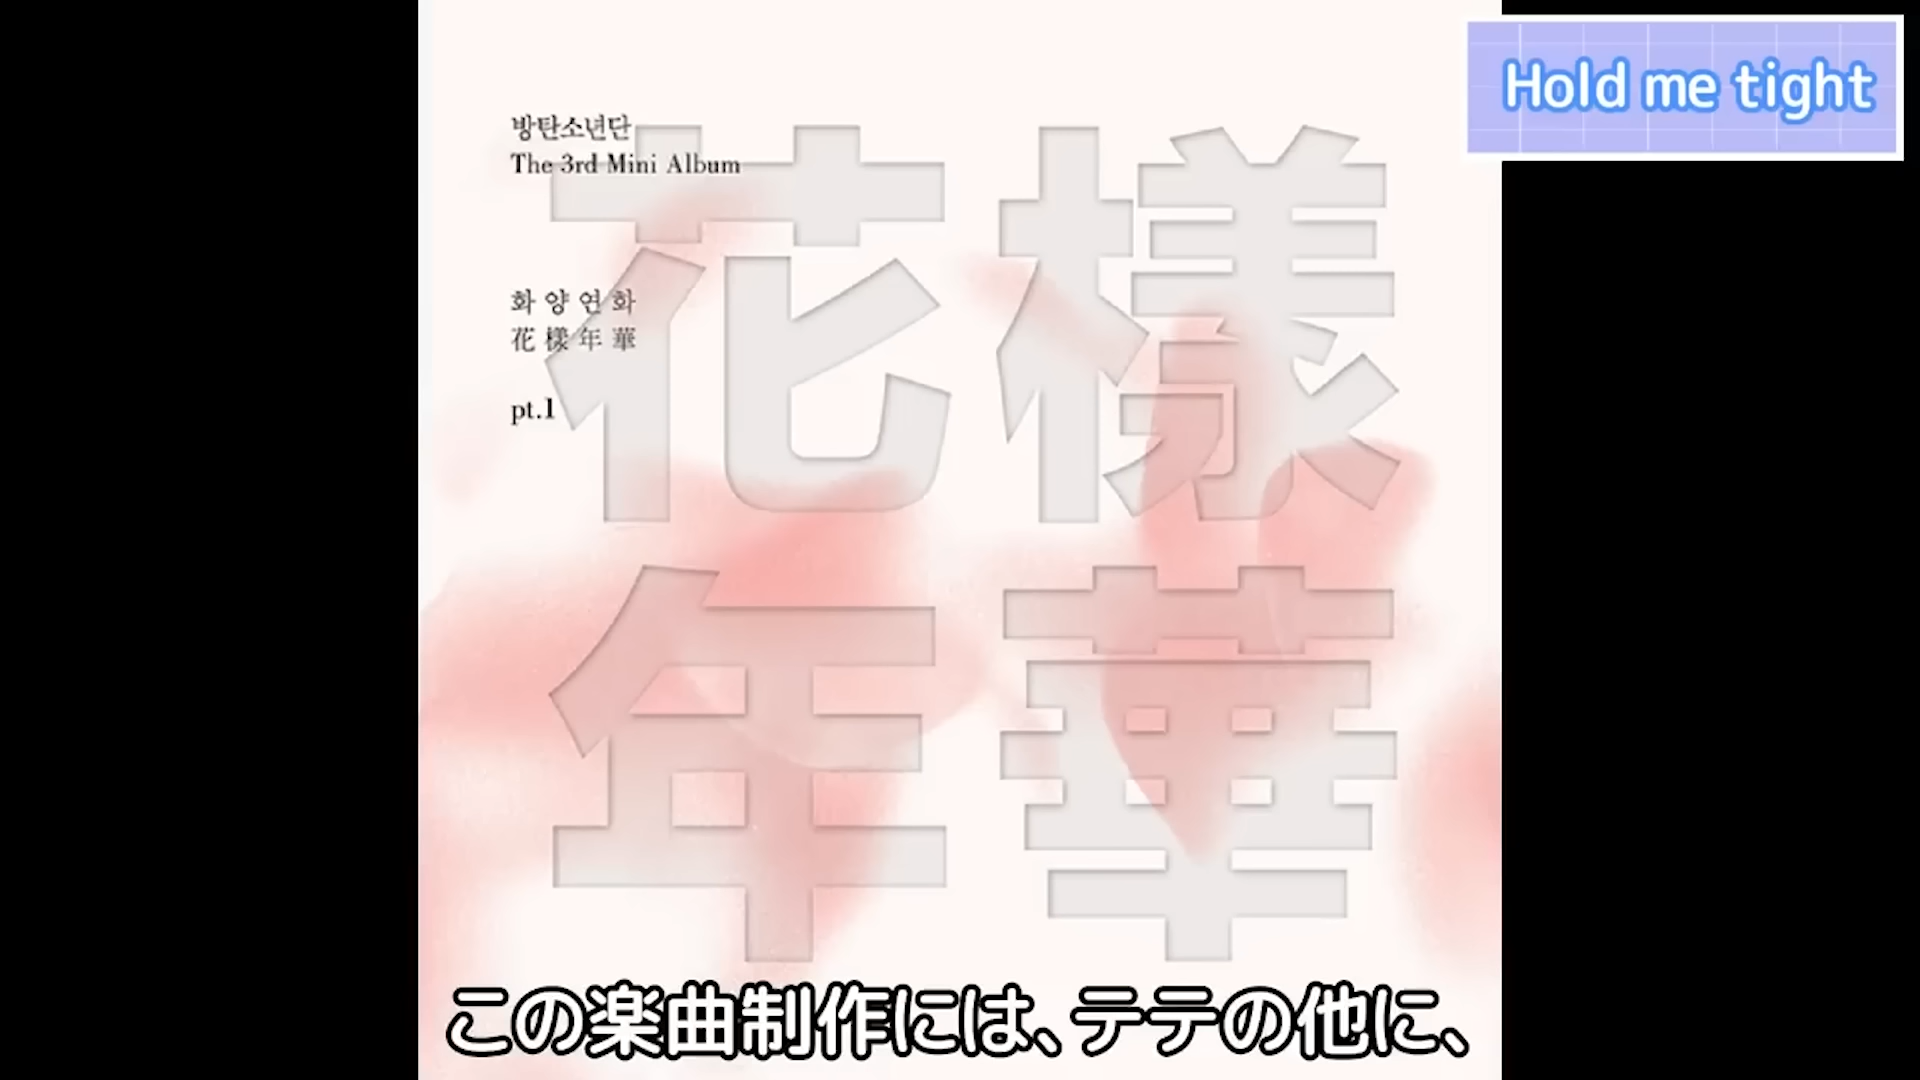 Hold me tight
방탄소년단
The 3rd Mini Album
화양연화
花樣年華
pt.1
花樣
年華
この楽曲制作には、テテの他に、